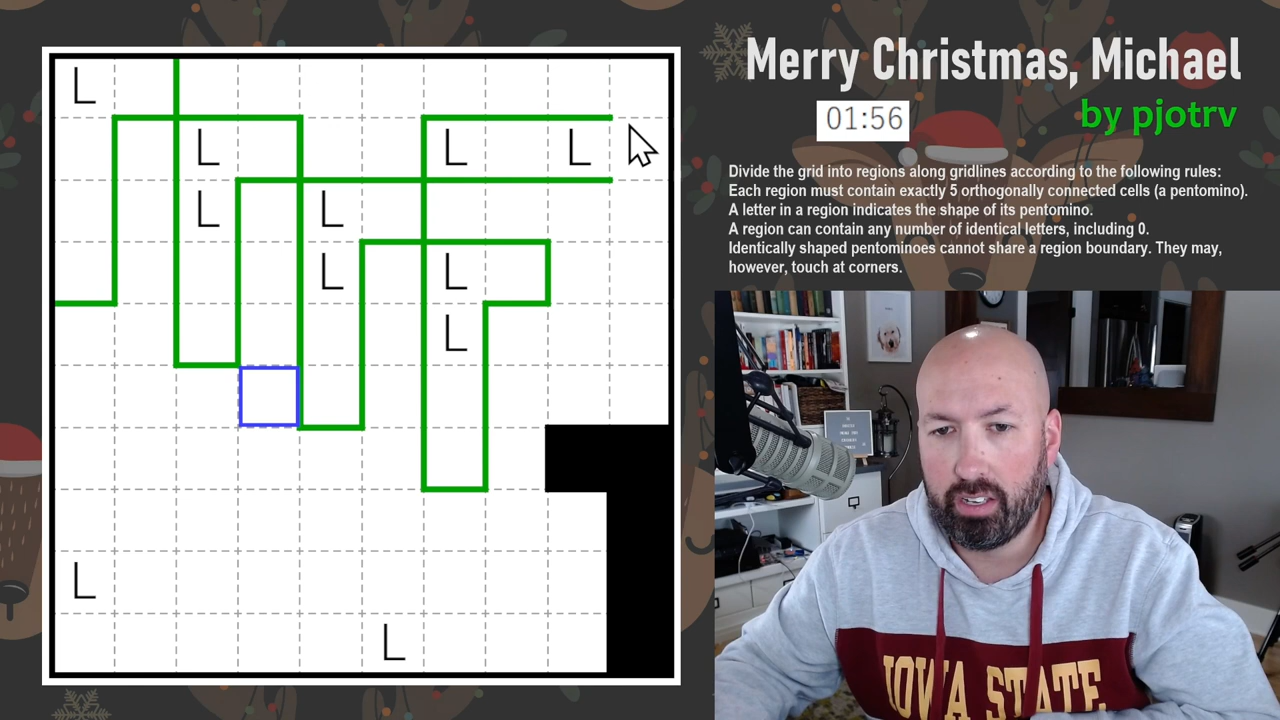 Merry Christmas, Michael
01:56
by pjotrv
Divide the grid into regions along gridlines according to the following rules:
Each region must contain exactly 5 orthogonally connected cells (a pentomino).
A letter in a region indicates the shape of its pentomino.
A region can contain any number of identical letters, including 0.
Identically shaped pentominoes cannot share a region boundary. They may,
however, touch at corners.
L
L L L
L L
L L
L
L
L
IOWA STATE